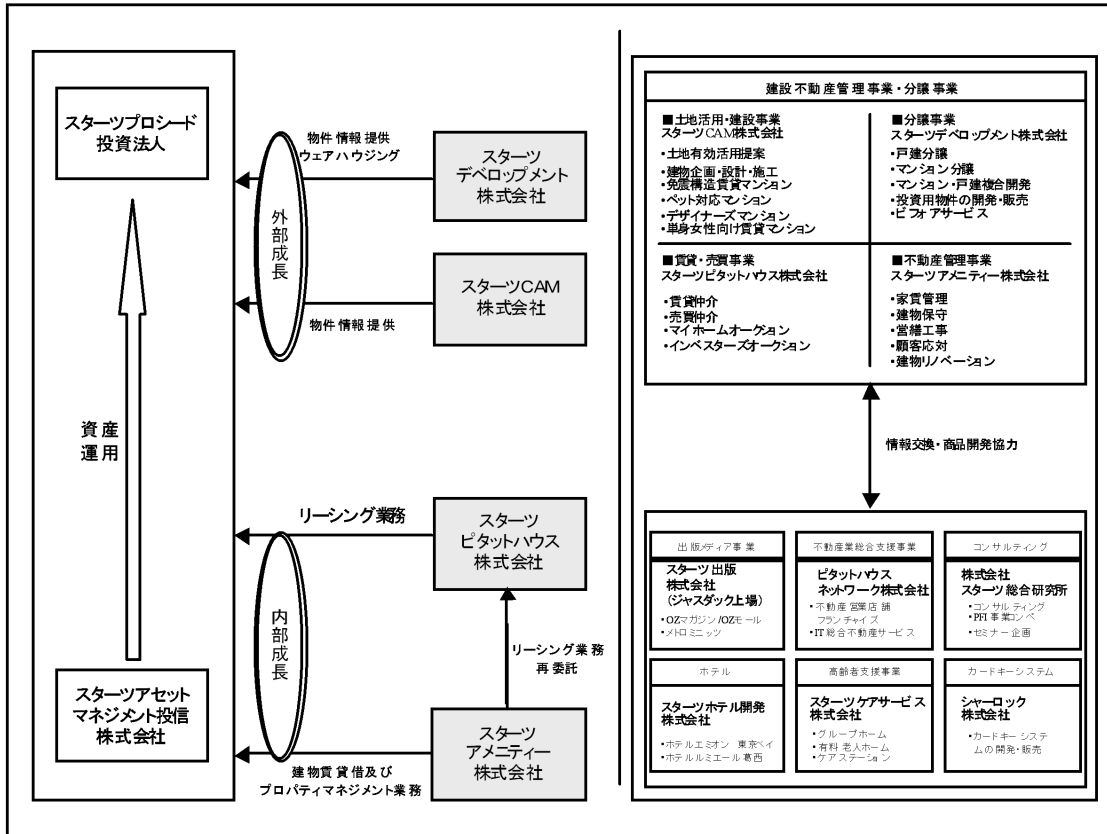 スターツプロシード
投資法人
資産
運用
スターツアセット
マネジメント投信
株式会社
物件情報提供
ウェアハウジング
外部成長
物件情報提供
スターツ
デベロップメント
株式会社
スターツCAM
株式会社
リーシング業務
内部成長
スターツ
ピタットハウス
株式会社
リーシング業務
再委託
建物賃貸借及び
プロパティマネジメント業務
スターツ
アメニティー
株式会社
建設不動産管理事業・分譲事業
■土地活用・建設事業
スターツCAM株式会社
・土地有効活用提案
・建物企画・設計・施工
・免震構造賃貸マンション
・ペット対応マンション
・デザイナーズマンション
・単身女性向け賃貸マンション
■分譲事業
スターツデベロップメント株式会社
・戸建分譲
・マンション分譲
・マンション・戸建複合開発
・投資用物件の開発・販売
・ビフォアサービス
■賃貸・売買事業
スターツピタットハウス株式会社
・賃貸仲介
・売買仲介
・マイホームオークション
・インベスターズオークション
■不動産管理事業
スターツアメニティー株式会社
・家賃管理
・建物保守
・営繕工事
・顧客応対
・建物リノベーション
情報交換・商品開発協力
出版メディア事業
スターツ出版
株式会社
(ジャスダック上場)
・OZマガジン/OZモール
・メトロミニッツ
不動産業総合支援事業
ピタットハウス
ネットワーク株式会社
・不動産営業店舗
フランチャイズ
・IT総合不動産サービス
コンサルティング
株式会社
スターツ総合研究所
・コンサルティング
・PFI事業コンペ
・セミナー企画
ホテル
スターツホテル開発
株式会社
・ホテルエミオン 東京ベイ
・ホテルルミエール葛西
高齢者支援事業
スターツケアサービス
株式会社
・グループホーム
・有料老人ホーム
・ケアステーション
カードキーシステム
シャーロック
株式会社
・カードキーシステ
ムの開発・販売